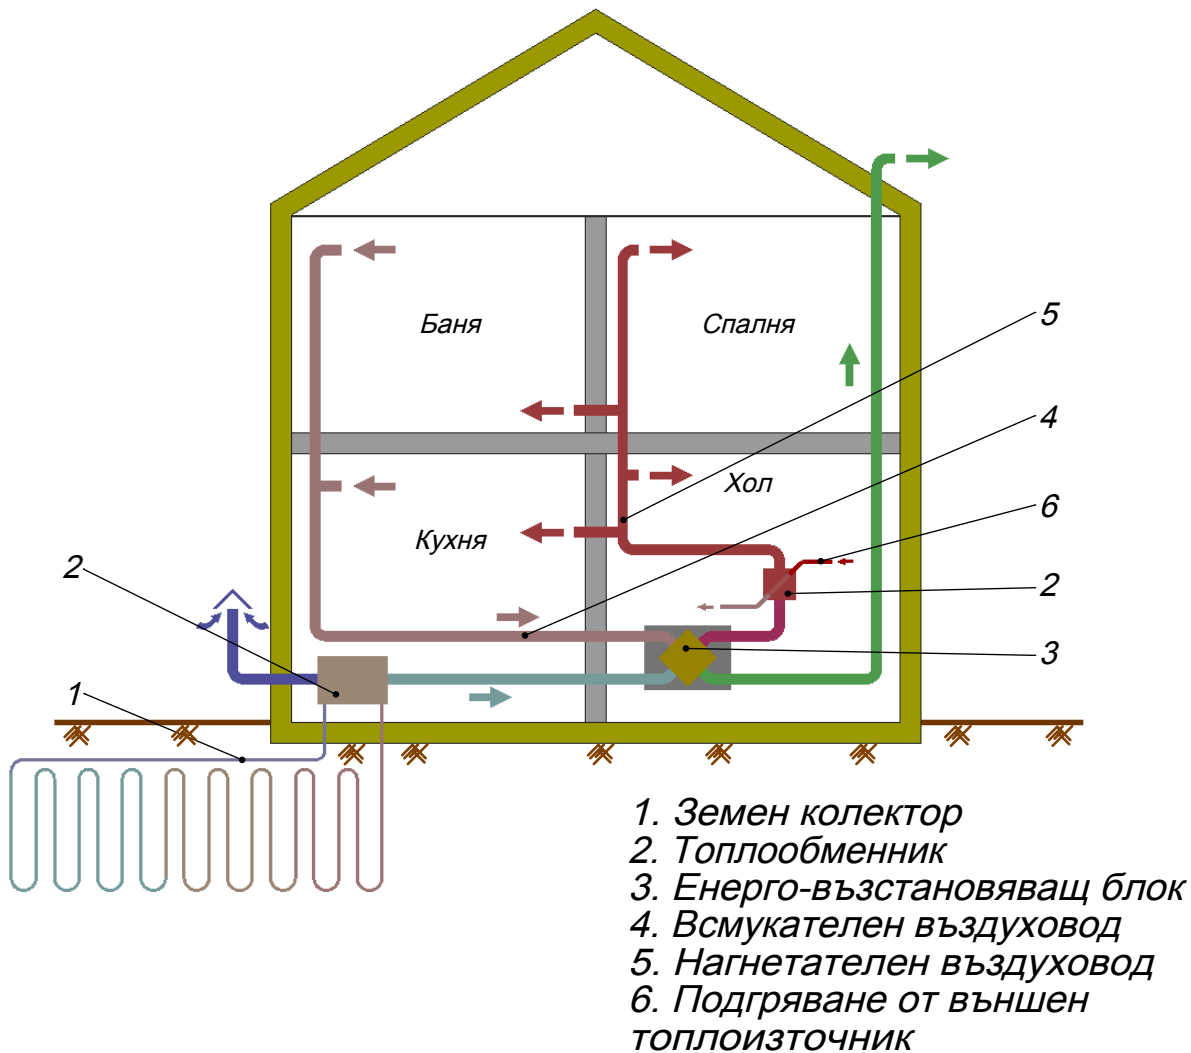 Баня
Спалня
5
4
Хол
6
Кухня
2
2
3
1
1. Земен колектор
2. Топлообменник
3. Енерго-възстановяващ блок
4. Всмукателен въздуховод
5. Нагнетателен въздуховод
6. Подгряване от външен
топлоизточник